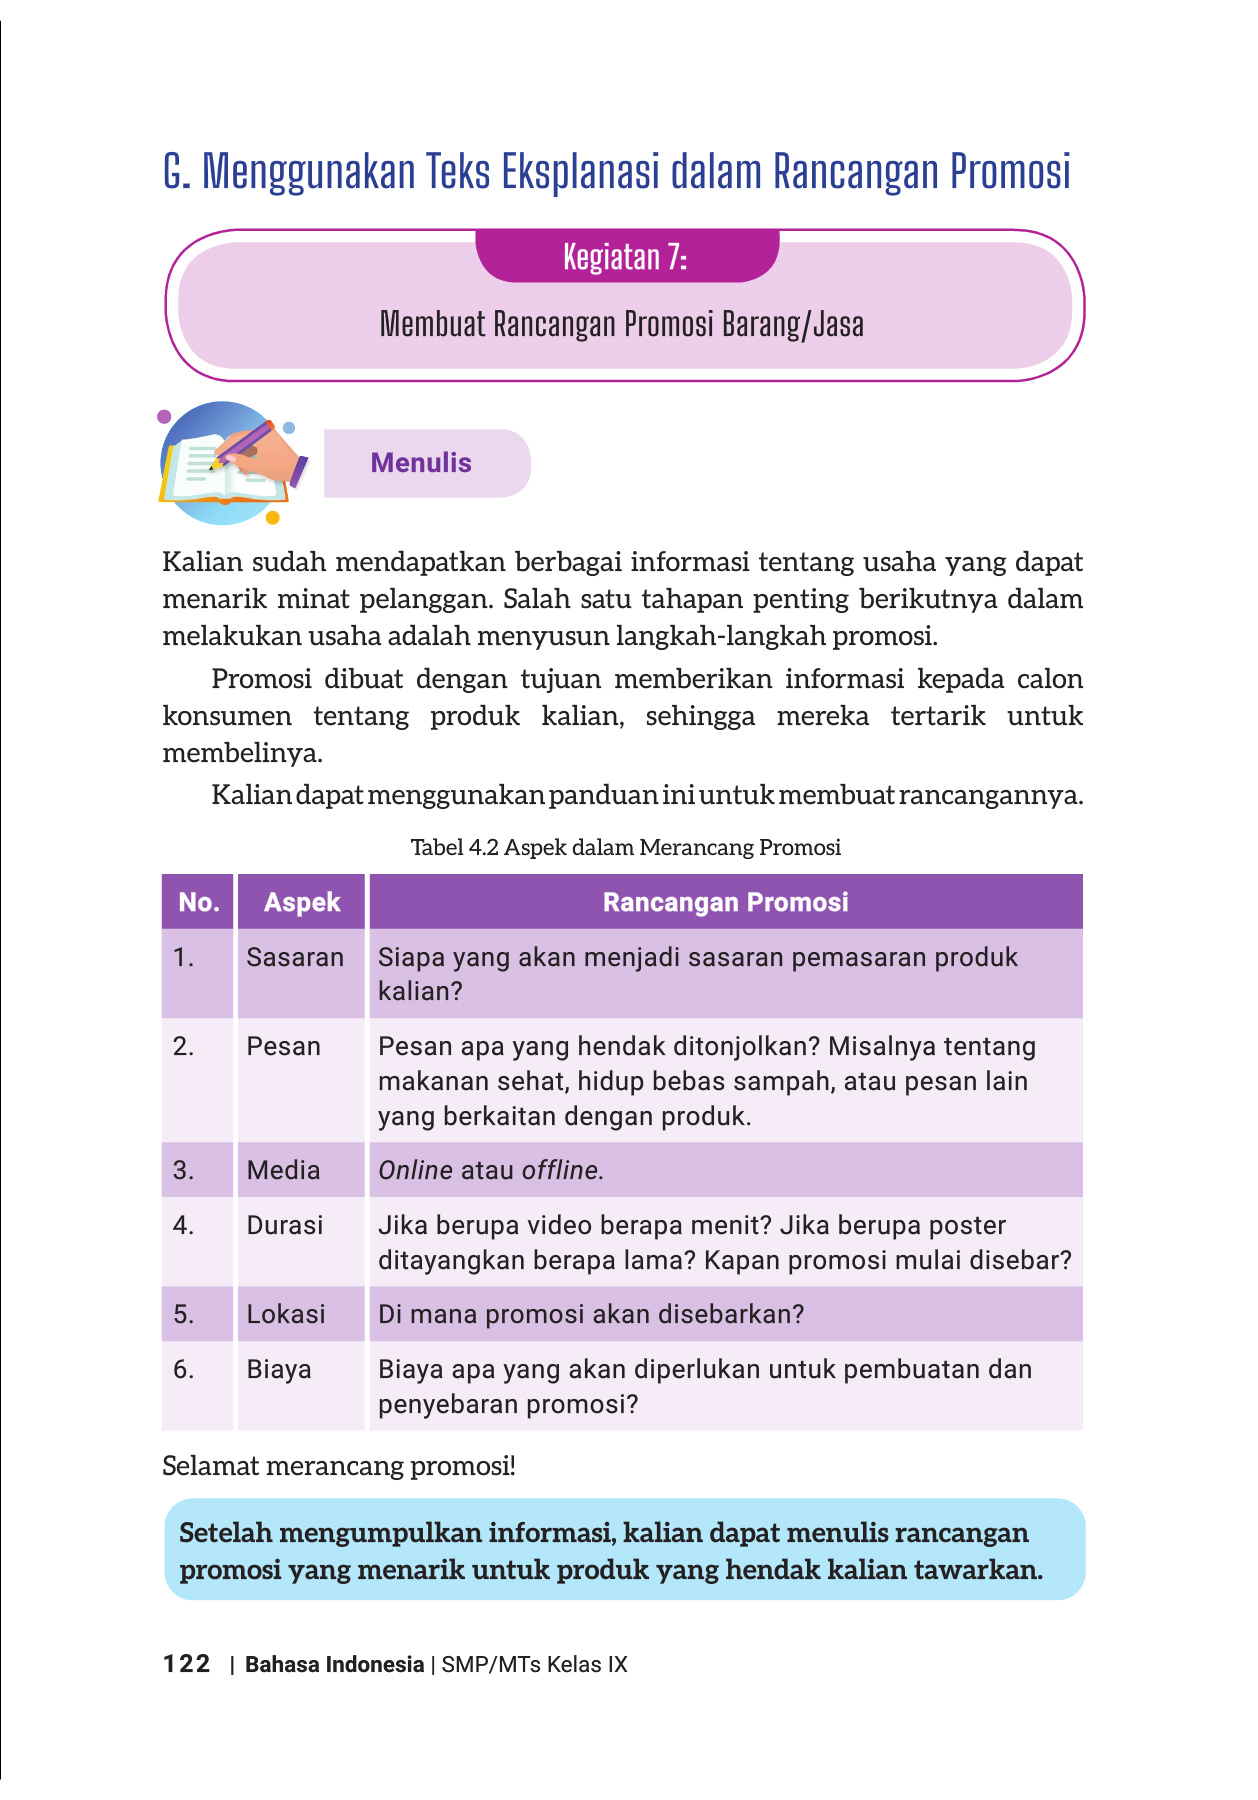 G. Menggunakan Teks Eksplanasi dalam Rancangan Promosi
Kegiatan 7:
Membuat Rancangan Promosi Barang/Jasa
Menulis
Kalian sudah mendapatkan berbagai informasi tentang usaha yang dapat
menarik minat pelanggan. Salah satu tahapan penting berikutnya dalam
melakukan usaha adalah menyusun langkah-langkah promosi.
Promosi dibuat dengan tujuan memberikan informasi kepada calon
konsumen tentang produk kalian, sehingga mereka tertarik untuk
membelinya.
Kalian dapat menggunakan panduan ini untuk membuat rancangannya.
Tabel 4.2 Aspek dalam Merancang Promosi
No. Aspek Rancangan Promosi
1. Sasaran Siapa yang akan menjadi sasaran pemasaran produk
kalian?
2. Pesan Pesan apa yang hendak ditonjolkan? Misalnya tentang
makanan sehat, hidup bebas sampah, atau pesan lain
yang berkaitan dengan produk.
3. Media Online atau offline.
4. Durasi Jika berupa video berapa menit? Jika berupa poster
ditayangkan berapa lama? Kapan promosi mulai disebar?
5. Lokasi Di mana promosi akan disebarkan?
6. Biaya Biaya apa yang akan diperlukan untuk pembuatan dan
penyebaran promosi?
Selamat merancang promosi!
Setelah mengumpulkan informasi, kalian dapat menulis rancangan
promosi yang menarik untuk produk yang hendak kalian tawarkan.
122 | Bahasa Indonesia | SMP/MTs Kelas IX